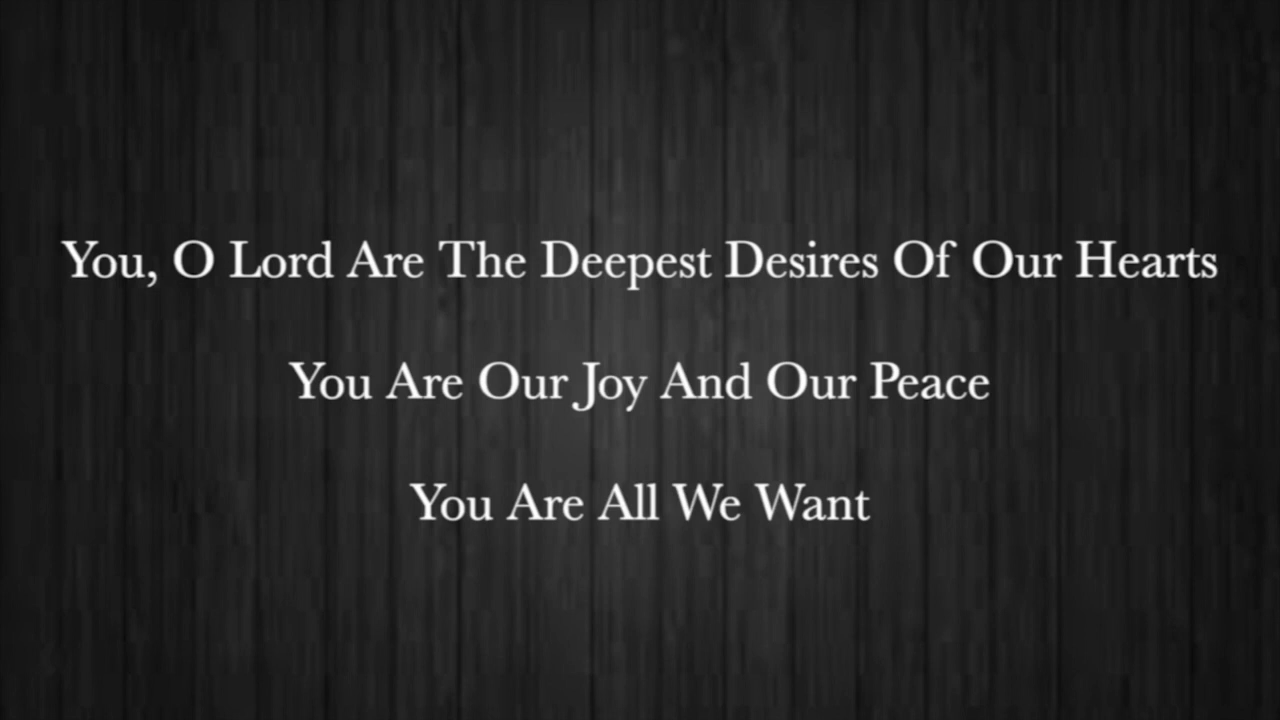 You, O Lord Are The Deepest Desires Of Our Hearts
You Are Our Joy And Our Peace
You Are All We Want